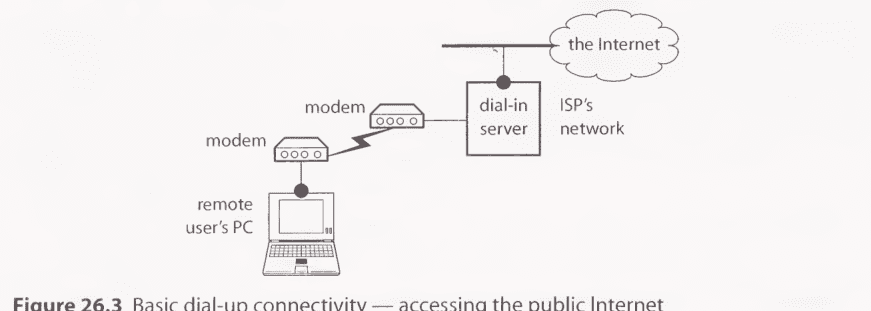 the Internet
modem
dial-in
server
ISP's
network
modem
remote
user's PC
Figure 26.3 Basic dial-up connectivity — accessing the public Internet